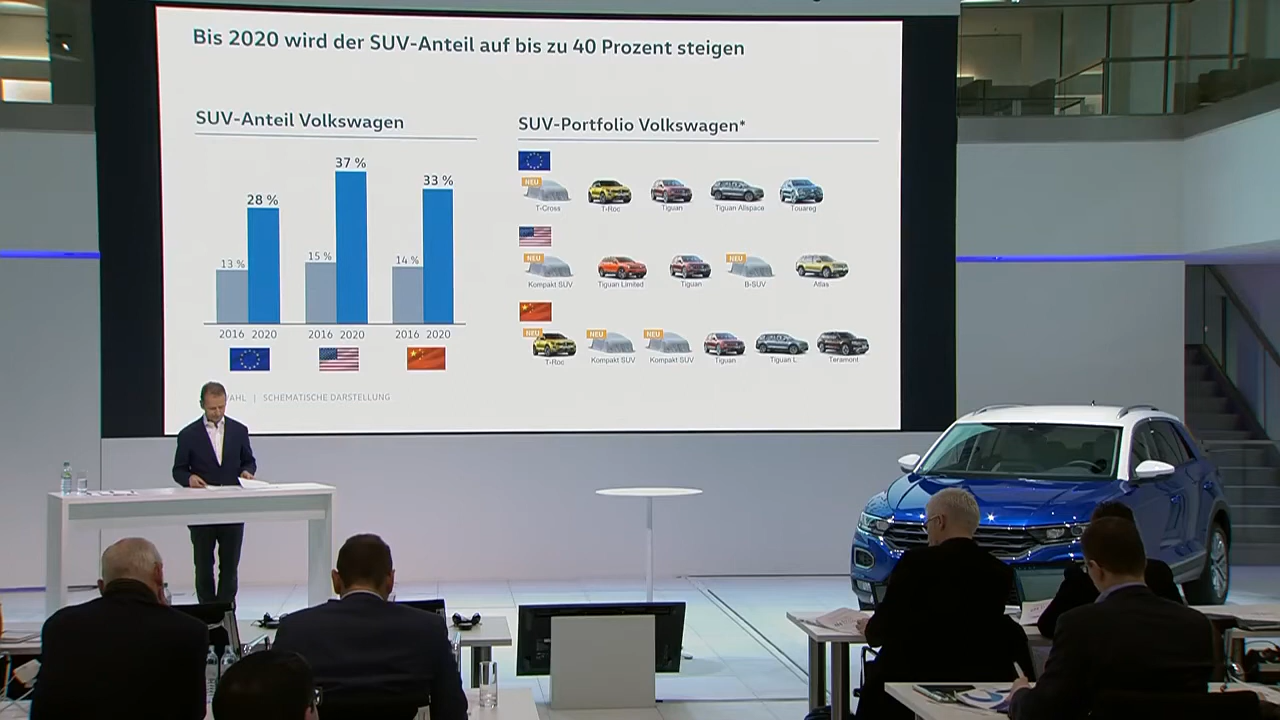 Bis 2020 wird der SUV-Anteil auf bis zu 40 Prozent steigen
SUV-Anteil Volkswagen
28 %
37 %
33 %
13 %
15 %
14 %
2016 2020
2016 2020
2016 2020
AHL | SCHEMATISCHE DARSTELLUNG
SUV-Portfolio Volkswagen*
NEU
T-Cross
T-Roc
Tiguan
Tiguan Allspace
Touareg
NEU
NEU
Kompakt SUV
Tiguan Limited
Tiguan
B-SUV
Atlas
NEU
NEU
NEU
T-Roc
Kompakt SUV
Kompakt SUV
Tiguan
Tiguan L
Teramont